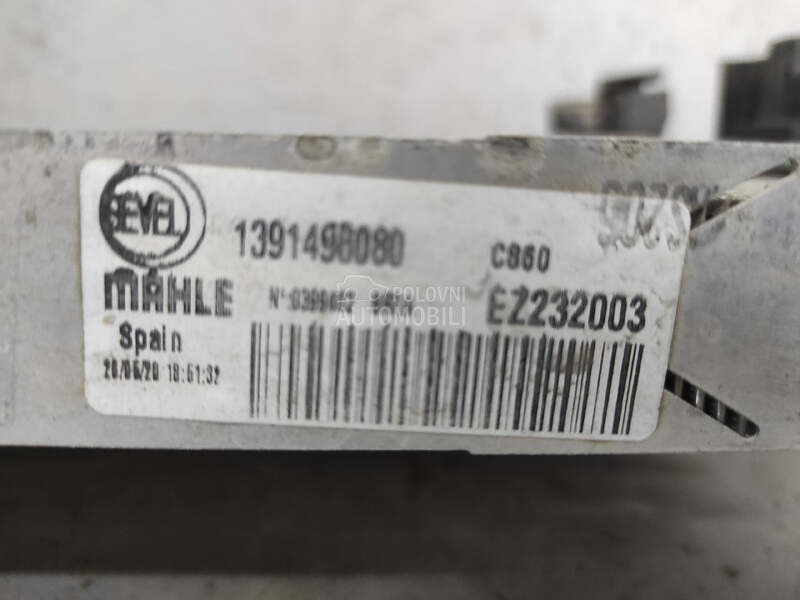 BEVEL
1391498080
C860
MAHLE
EZ232003
POLOVNI
AUTOMOBILI
Spain